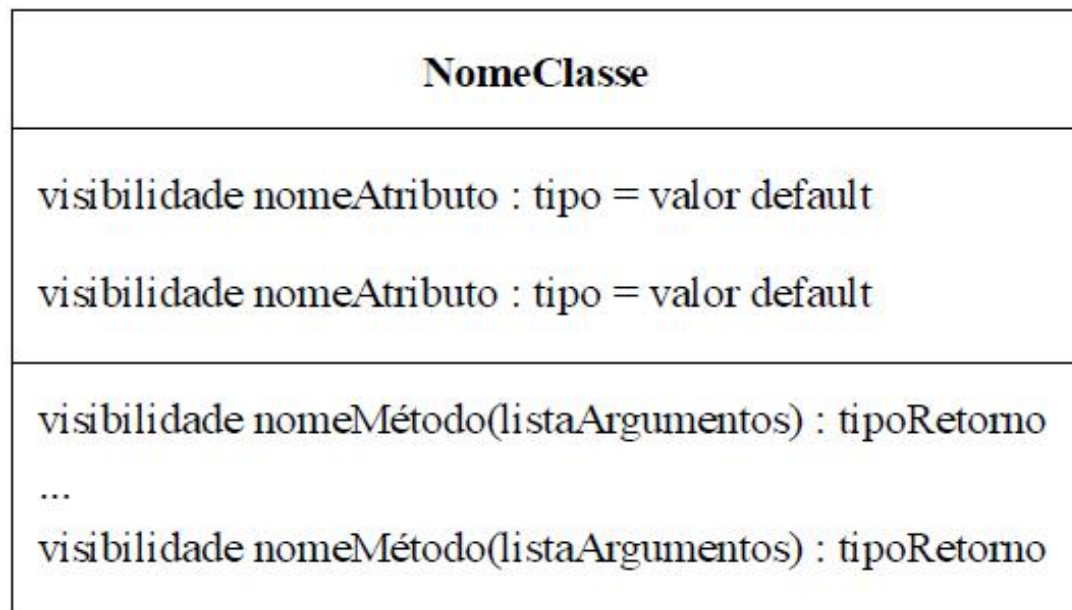 NomeClasse
visibilidade nomeAtributo : tipo = valor default
visibilidade nomeAtributo : tipo = valor default
visibilidade nomeMétodo(listaArgumentos) : tipoRetorno
...
visibilidade nomeMétodo(listaArgumentos) : tipoRetorno